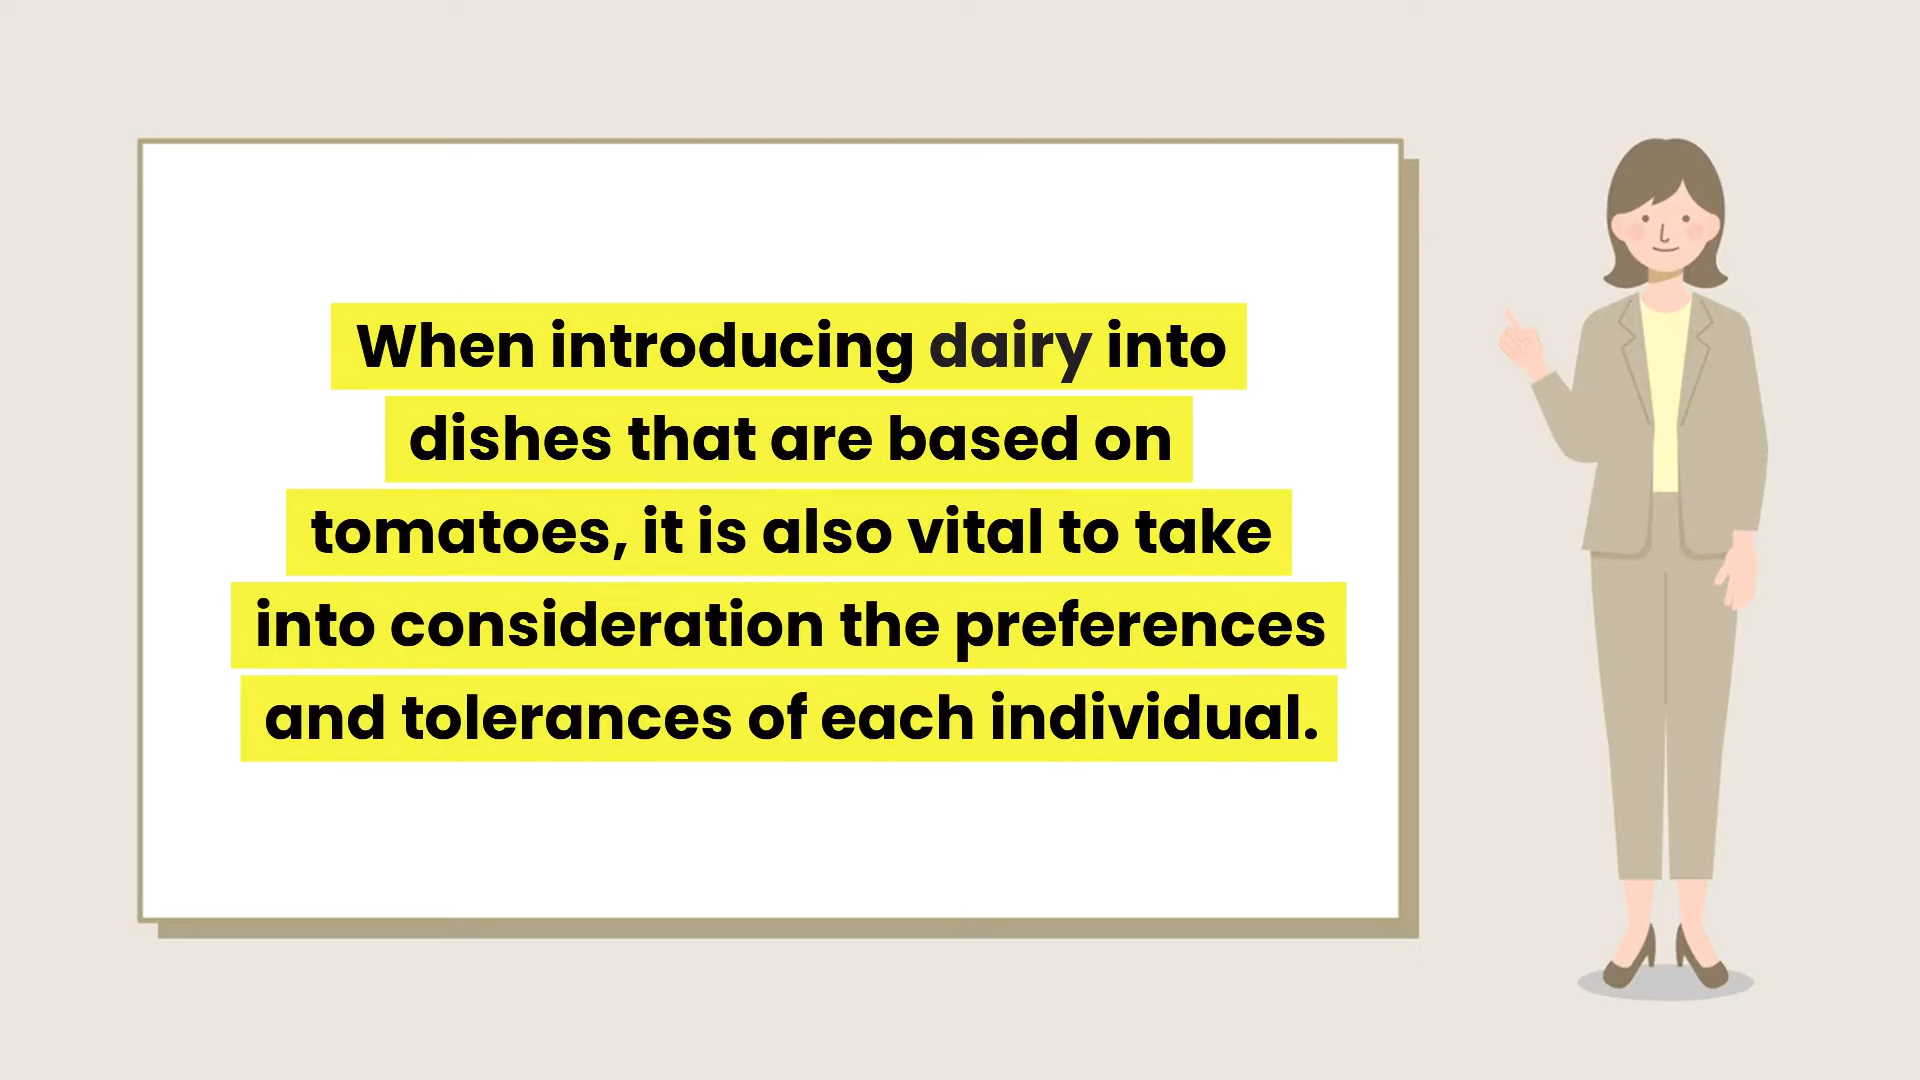 When introducing dairy into
dishes that are based on
tomatoes, it is also vital to take
into consideration the preferences
and tolerances of each individual.